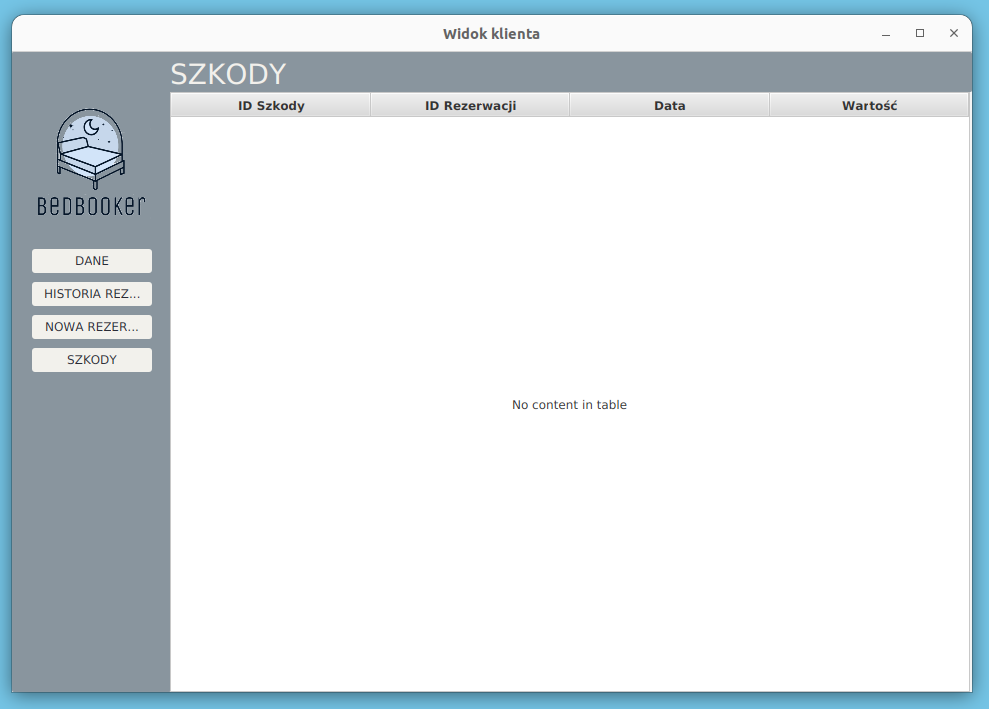 Widok klienta
SZKODY
BEDBOOKER
DANE
HISTORIA REZ...
NOWA REZER...
SZKODY
ID Szkody
ID Rezerwacji
Data
Wartość
No content in table